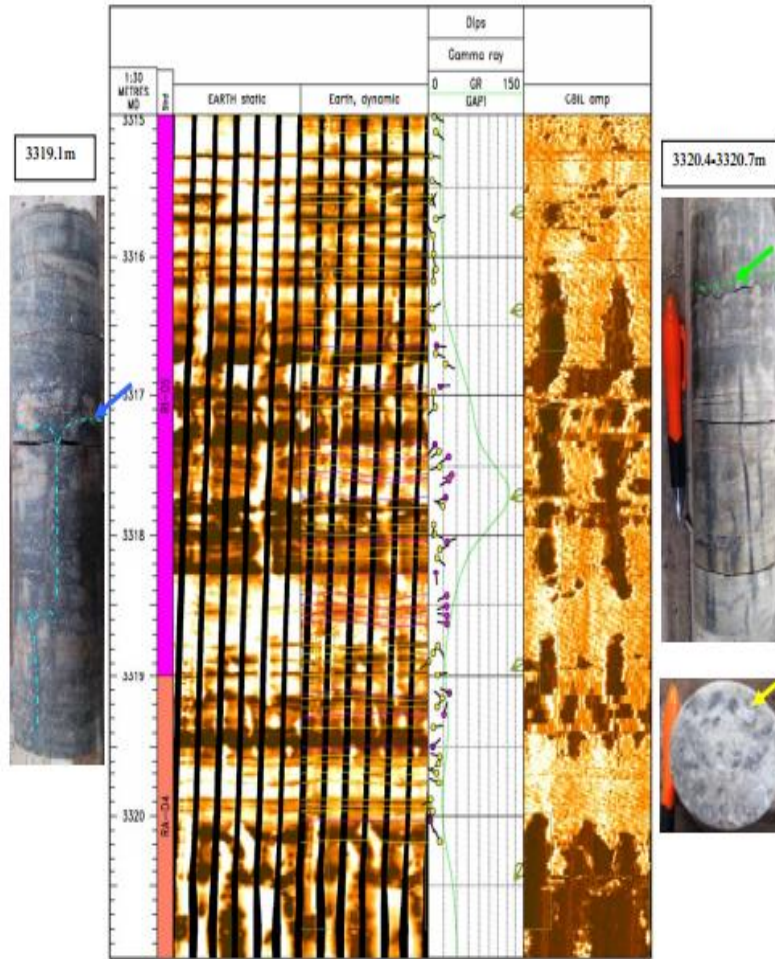 Dips
Gamma ray
1:30
METRES
MD
EARTH static
Earth, dynamic
0 GR 150
GAPI
CBIL amp
3315
3319.1m
3320.4-3320.7m
3316
3317
3318
3319
3320
RA-D4